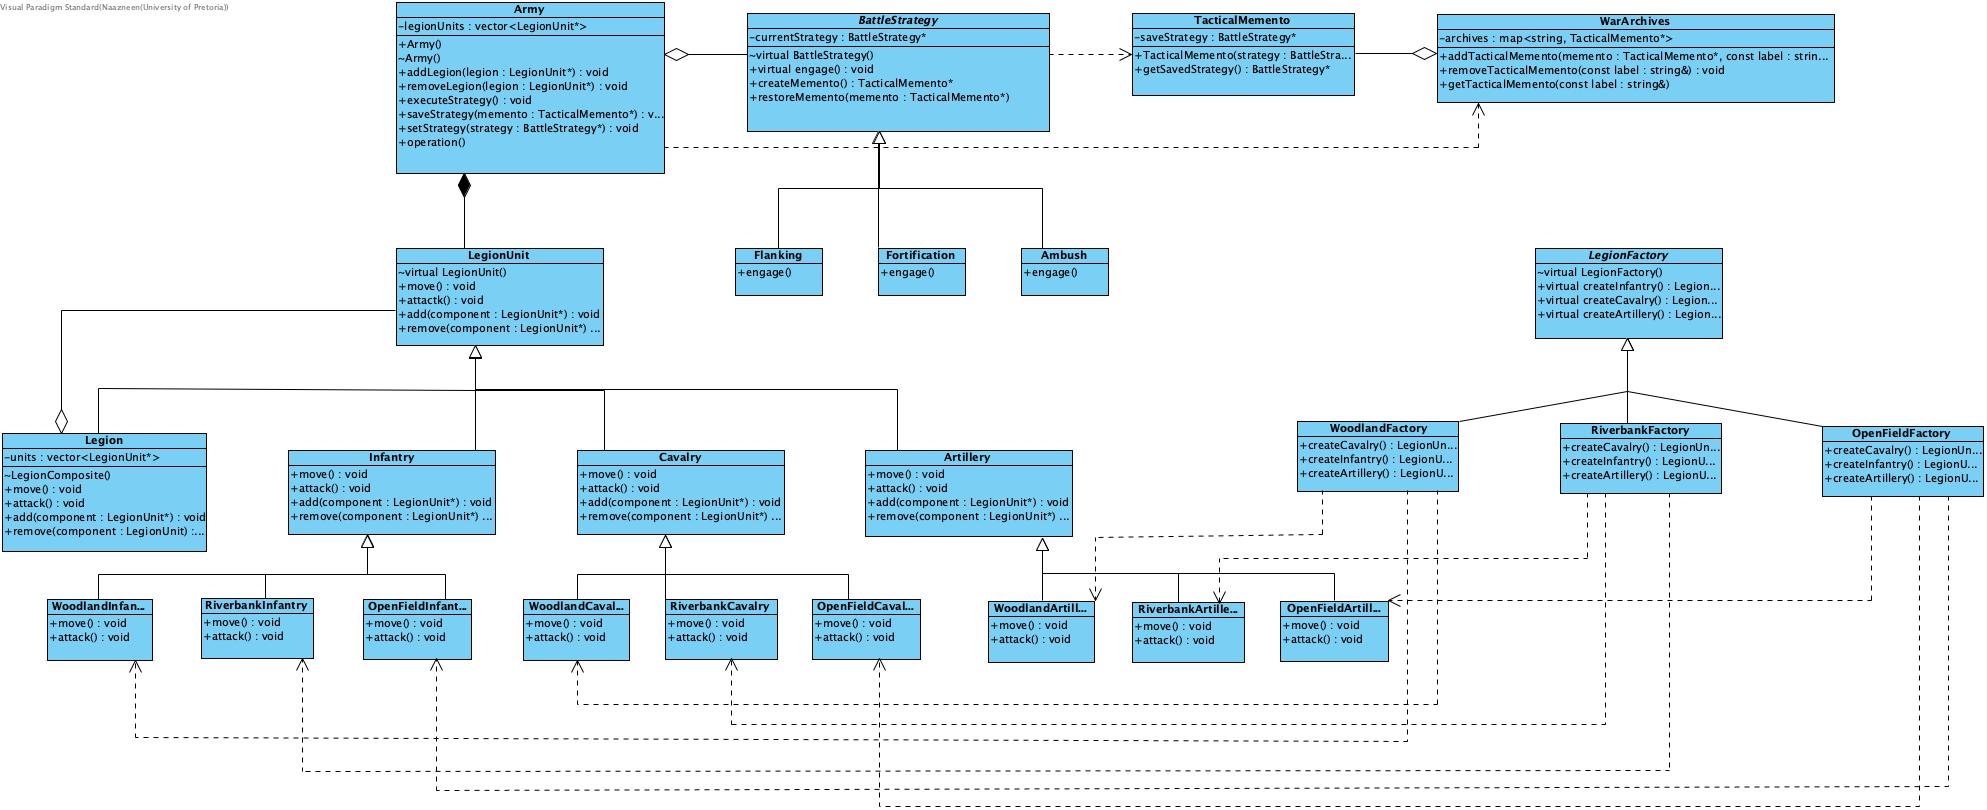 Visual Paradigm Standard(Naazneen(University of Pretoria))
Army
-legionUnits : vector<LegionUnit*>
+Army()
~Army()
+addLegion(legion : LegionUnit*) : void
+removeLegion(legion : LegionUnit*) : void
+executeStrategy() : void
+saveStrategy(memento : TacticalMemento*) : v...
+setStrategy(strategy : BattleStrategy*) : void
+operation()
BattleStrategy
-currentStrategy : BattleStrategy*
~virtual BattleStrategy()
+virtual engage() : void
+createMemento() : TacticalMemento*
+restoreMemento(memento : TacticalMemento*)
TacticalMemento
-saveStrategy : BattleStrategy*
+TacticalMemento(strategy : BattleStra...
+getSavedStrategy() : BattleStrategy*
WarArchives
-archives : map<string, TacticalMemento*>
+addTacticalMemento(memento : TacticalMemento*, const label : strin...
+removeTacticalMemento(const label : string&) : void
+getTacticalMemento(const label : string&)
LegionUnit
~virtual LegionUnit()
+move() : void
+attactk() : void
+add(component : LegionUnit*) : void
+remove(component : LegionUnit*) ...
Flanking
+engage()
Fortification
+engage()
Ambush
+engage()
LegionFactory
~virtual LegionFactory()
+virtual createInfantry() : Legion...
+virtual createCavalry() : Legion...
+virtual createArtillery() : Legion...
Legion
-units : vector<LegionUnit*>
~LegionComposite()
+move() : void
+attack() : void
+add(component : LegionUnit*) : void
+remove(component : LegionUnit) :...
Infantry
+move() : void
+attack() : void
+add(component : LegionUnit*) : void
+remove(component : LegionUnit*) ...
Cavalry
+move() : void
+attack() : void
+add(component : LegionUnit*) : void
+remove(component : LegionUnit*) ...
Artillery
+move() : void
+attack() : void
+add(component : LegionUnit*) : void
+remove(component : LegionUnit*) ...
WoodlandFactory
+createCavalry() : LegionUn...
+createInfantry() : LegionU...
+createArtillery() : LegionU...
RiverbankFactory
+createCavalry() : LegionUn...
+createInfantry() : LegionU...
+createArtillery() : LegionU...
OpenFieldFactory
+createCavalry() : LegionUn...
+createInfantry() : LegionU...
+createArtillery() : LegionU...
WoodlandInfan...
+move() : void
+attack() : void
RiverbankInfantry
+move() : void
+attack() : void
OpenFieldInfant...
+move() : void
+attack() : void
WoodlandCaval...
+move() : void
+attack() : void
RiverbankCavalry
+move() : void
+attack() : void
OpenFieldCaval...
+move() : void
+attack() : void
WoodlandArtill...
+move() : void
+attack() : void
RiverbankArtille...
+move() : void
+attack() : void
OpenFieldArtill...
+move() : void
+attack() : void